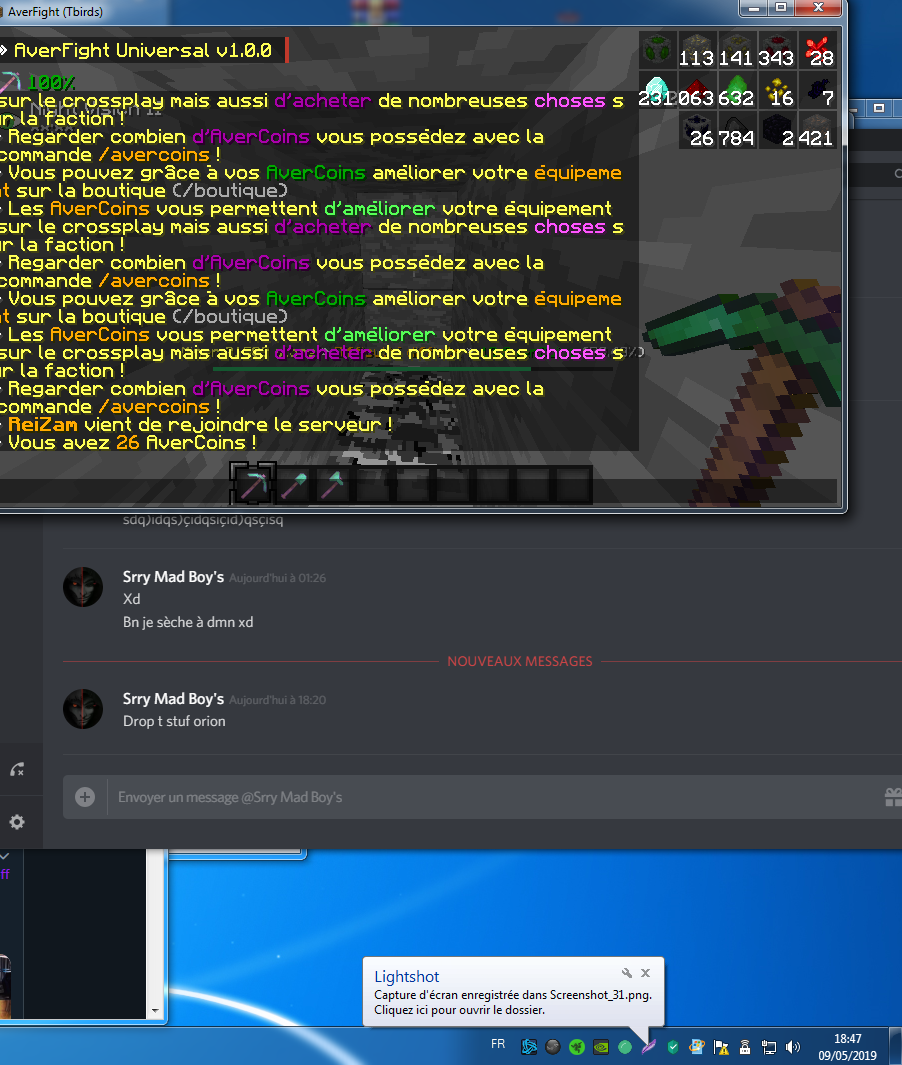 AverFight (Tbirds)
» AverFight Universal v1.0.0
113 141 343 28
100%
231 2063 632 16 7
sur le crossplay mais aussi d'acheter de nombreuses choses s
ur la faction !
26 784 2 421
Regarder combien d'AverCoins vous possédez avec la
commande /avercoins !
Vous pouvez grâce à vos AverCoins améliorer votre équipeme
nt sur la boutique (/boutique)
Les AverCoins vous permettent d'améliorer votre équipement
sur le crossplay mais aussi d'acheter de nombreuses choses s
ur la faction !
Regarder combien d'AverCoins vous possédez avec la
commande /avercoins !
Vous pouvez grâce à vos AverCoins améliorer votre équipeme
nt sur la boutique (/boutique)
Les AverCoins vous permettent d'améliorer votre équipement
sur le crossplay mais aussi d'acheter de nombreuses choses s
ur la faction !
Regarder combien d'AverCoins vous possédez avec la
commande /avercoins !
ReiZam vient de rejoindre le serveur !
Vous avez 26 AverCoins !
sdq)idqs)çidqsiçid)qsçisq
Srry Mad Boy's Aujourd'hui à 01:26
Xd
Bn je sèche à dmn xd
NOUVEAUX MESSAGES
Srry Mad Boy's Aujourd'hui à 18:20
Drop t stuf orion
Envoyer un message @Srry Mad Boy's
ff
Lightshot
Capture d'écran enregistrée dans Screenshot_31.png.
Cliquez ici pour ouvrir le dossier.
FR
18:47
09/05/2019